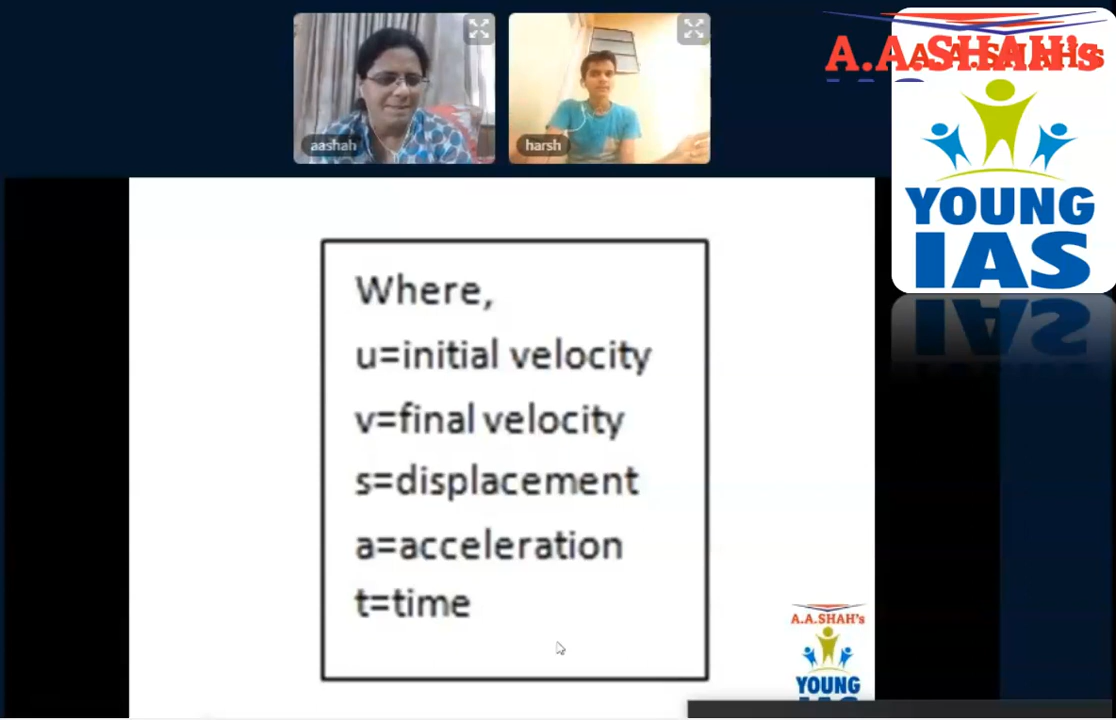 aashah
harsh
A.A.SHAH's
YOUNG
IAS
Where,
u=initial velocity
v=final velocity
s=displacement
a=acceleration
t=time
A.A.SHAH's
YOUNG